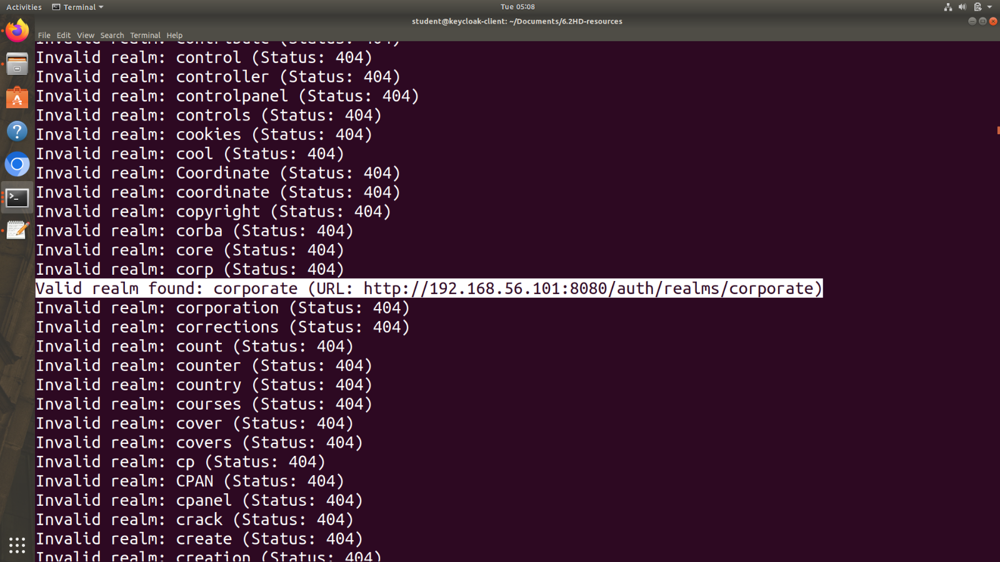 Activities Terminal Tue 05:08
student@keycloak-client: ~/Documents/6.2HD-resources
File Edit View Search Terminal Help
Invalid realm: contribute (Status: 404)
Invalid realm: control (Status: 404)
Invalid realm: controller (Status: 404)
Invalid realm: controlpanel (Status: 404)
Invalid realm: controls (Status: 404)
Invalid realm: cookies (Status: 404)
Invalid realm: cool (Status: 404)
Invalid realm: Coordinate (Status: 404)
Invalid realm: coordinate (Status: 404)
Invalid realm: copyright (Status: 404)
Invalid realm: corba (Status: 404)
Invalid realm: core (Status: 404)
Invalid realm: corp (Status: 404)
Valid realm found: corporate (URL: http://192.168.56.101:8080/auth/realms/corporate)
Invalid realm: corporation (Status: 404)
Invalid realm: corrections (Status: 404)
Invalid realm: count (Status: 404)
Invalid realm: counter (Status: 404)
Invalid realm: country (Status: 404)
Invalid realm: courses (Status: 404)
Invalid realm: cover (Status: 404)
Invalid realm: covers (Status: 404)
Invalid realm: cp (Status: 404)
Invalid realm: CPAN (Status: 404)
Invalid realm: cpanel (Status: 404)
Invalid realm: crack (Status: 404)
Invalid realm: create (Status: 404)
Invalid realm: creation (Status: 404)